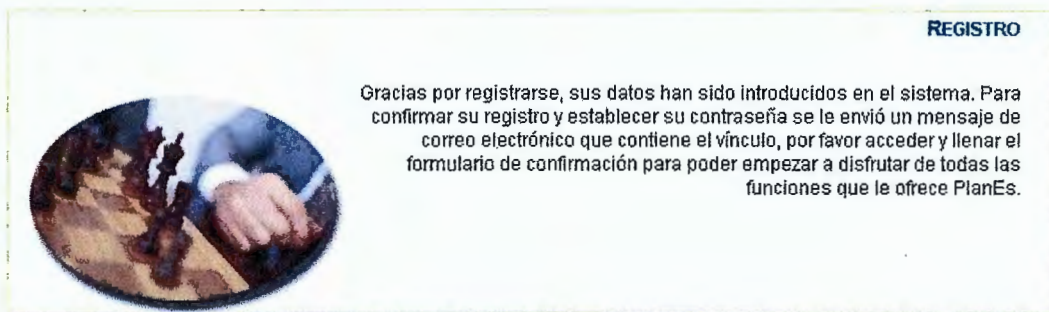 REGISTRO
Gracias por registrarse, sus datos han sido introducidos en el sistema. Para
confirmar su registro y establecer su contraseña se le envió un mensaje de
correo electrónico que contiene el vínculo, por favor acceder y llenar el
formulario de confirmación para poder empezar a disfrutar de todas las
funciones que le ofrece PlanEs.